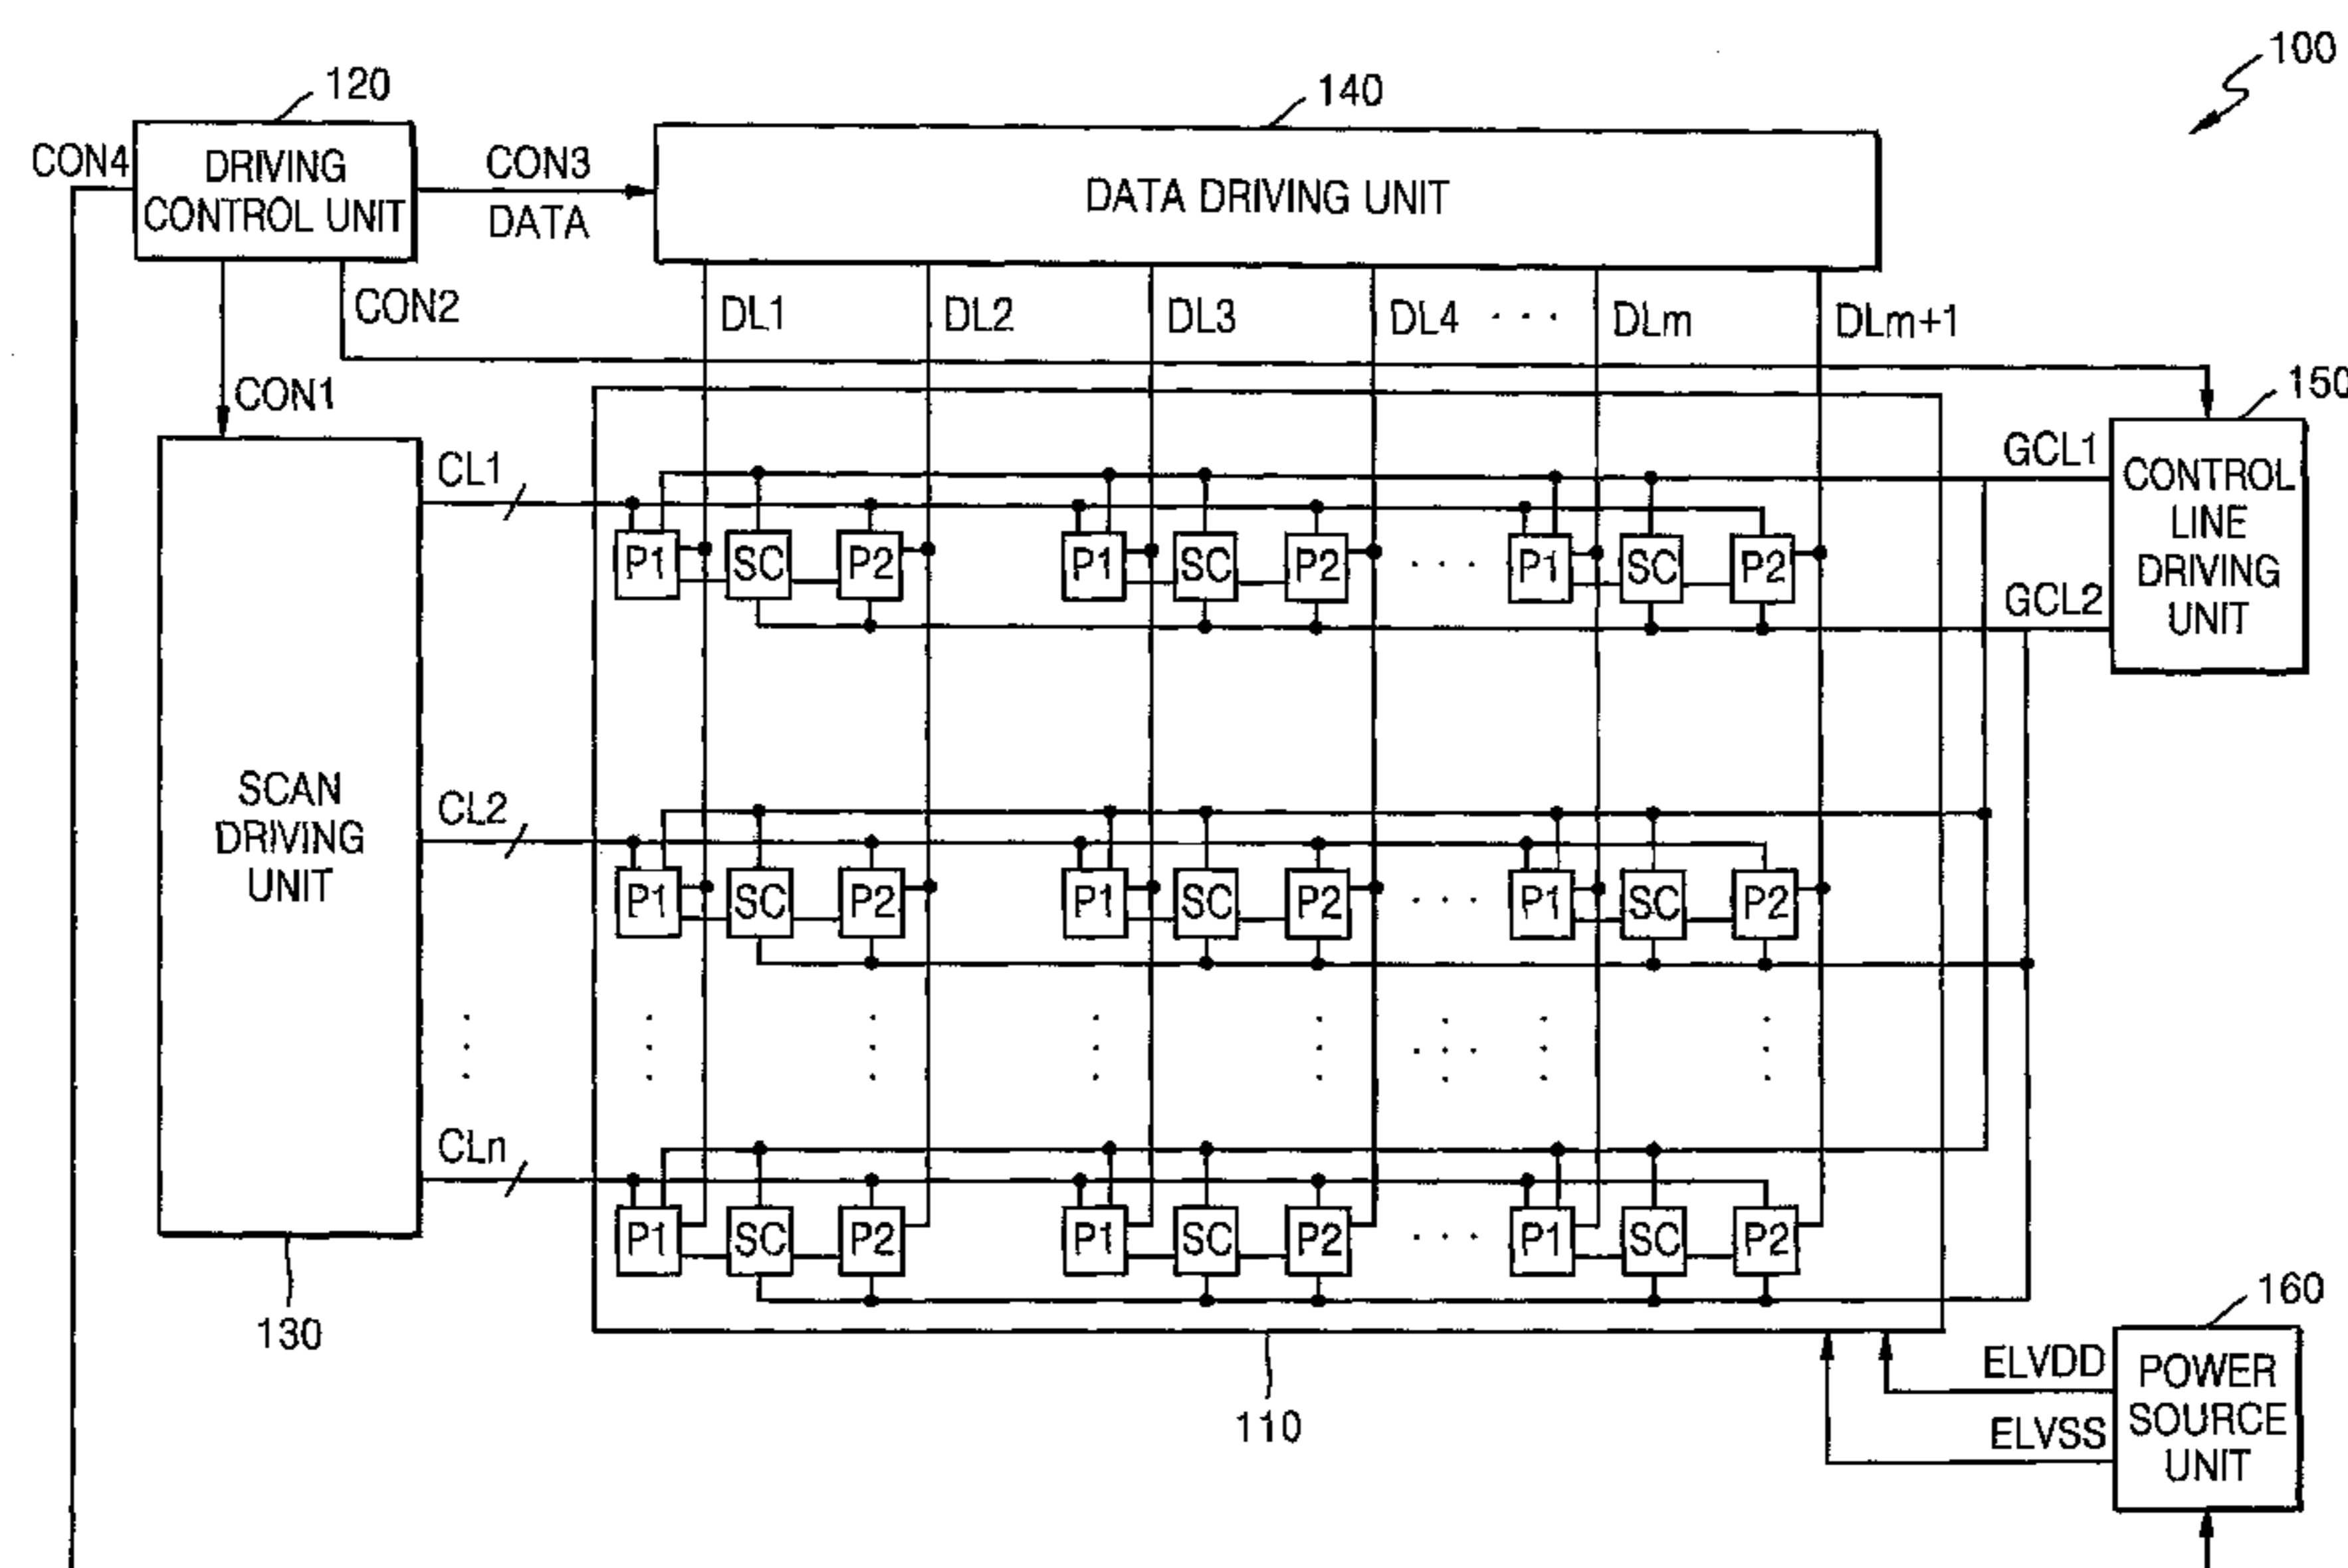 100
120
140
CON4
DRIVING
CONTROL UNIT
CON3
DATA
DATA DRIVING UNIT
CON2
DL1
DL2
DL3
DL4
. . .
DLm
DLm+1
CON1
150
CL1
GCL1
CONTROL
LINE
DRIVING
UNIT
P1 SC P2 P1 SC P2 . . . P1 SC P2
GCL2
SCAN
DRIVING
UNIT
CL2
P1 SC P2 P1 SC P2 . . . P1 SC P2
CLn
P1 SC P2 P1 SC P2 . . . P1 SC P2
130
110
160
ELVDD
ELVSS
POWER
SOURCE
UNIT